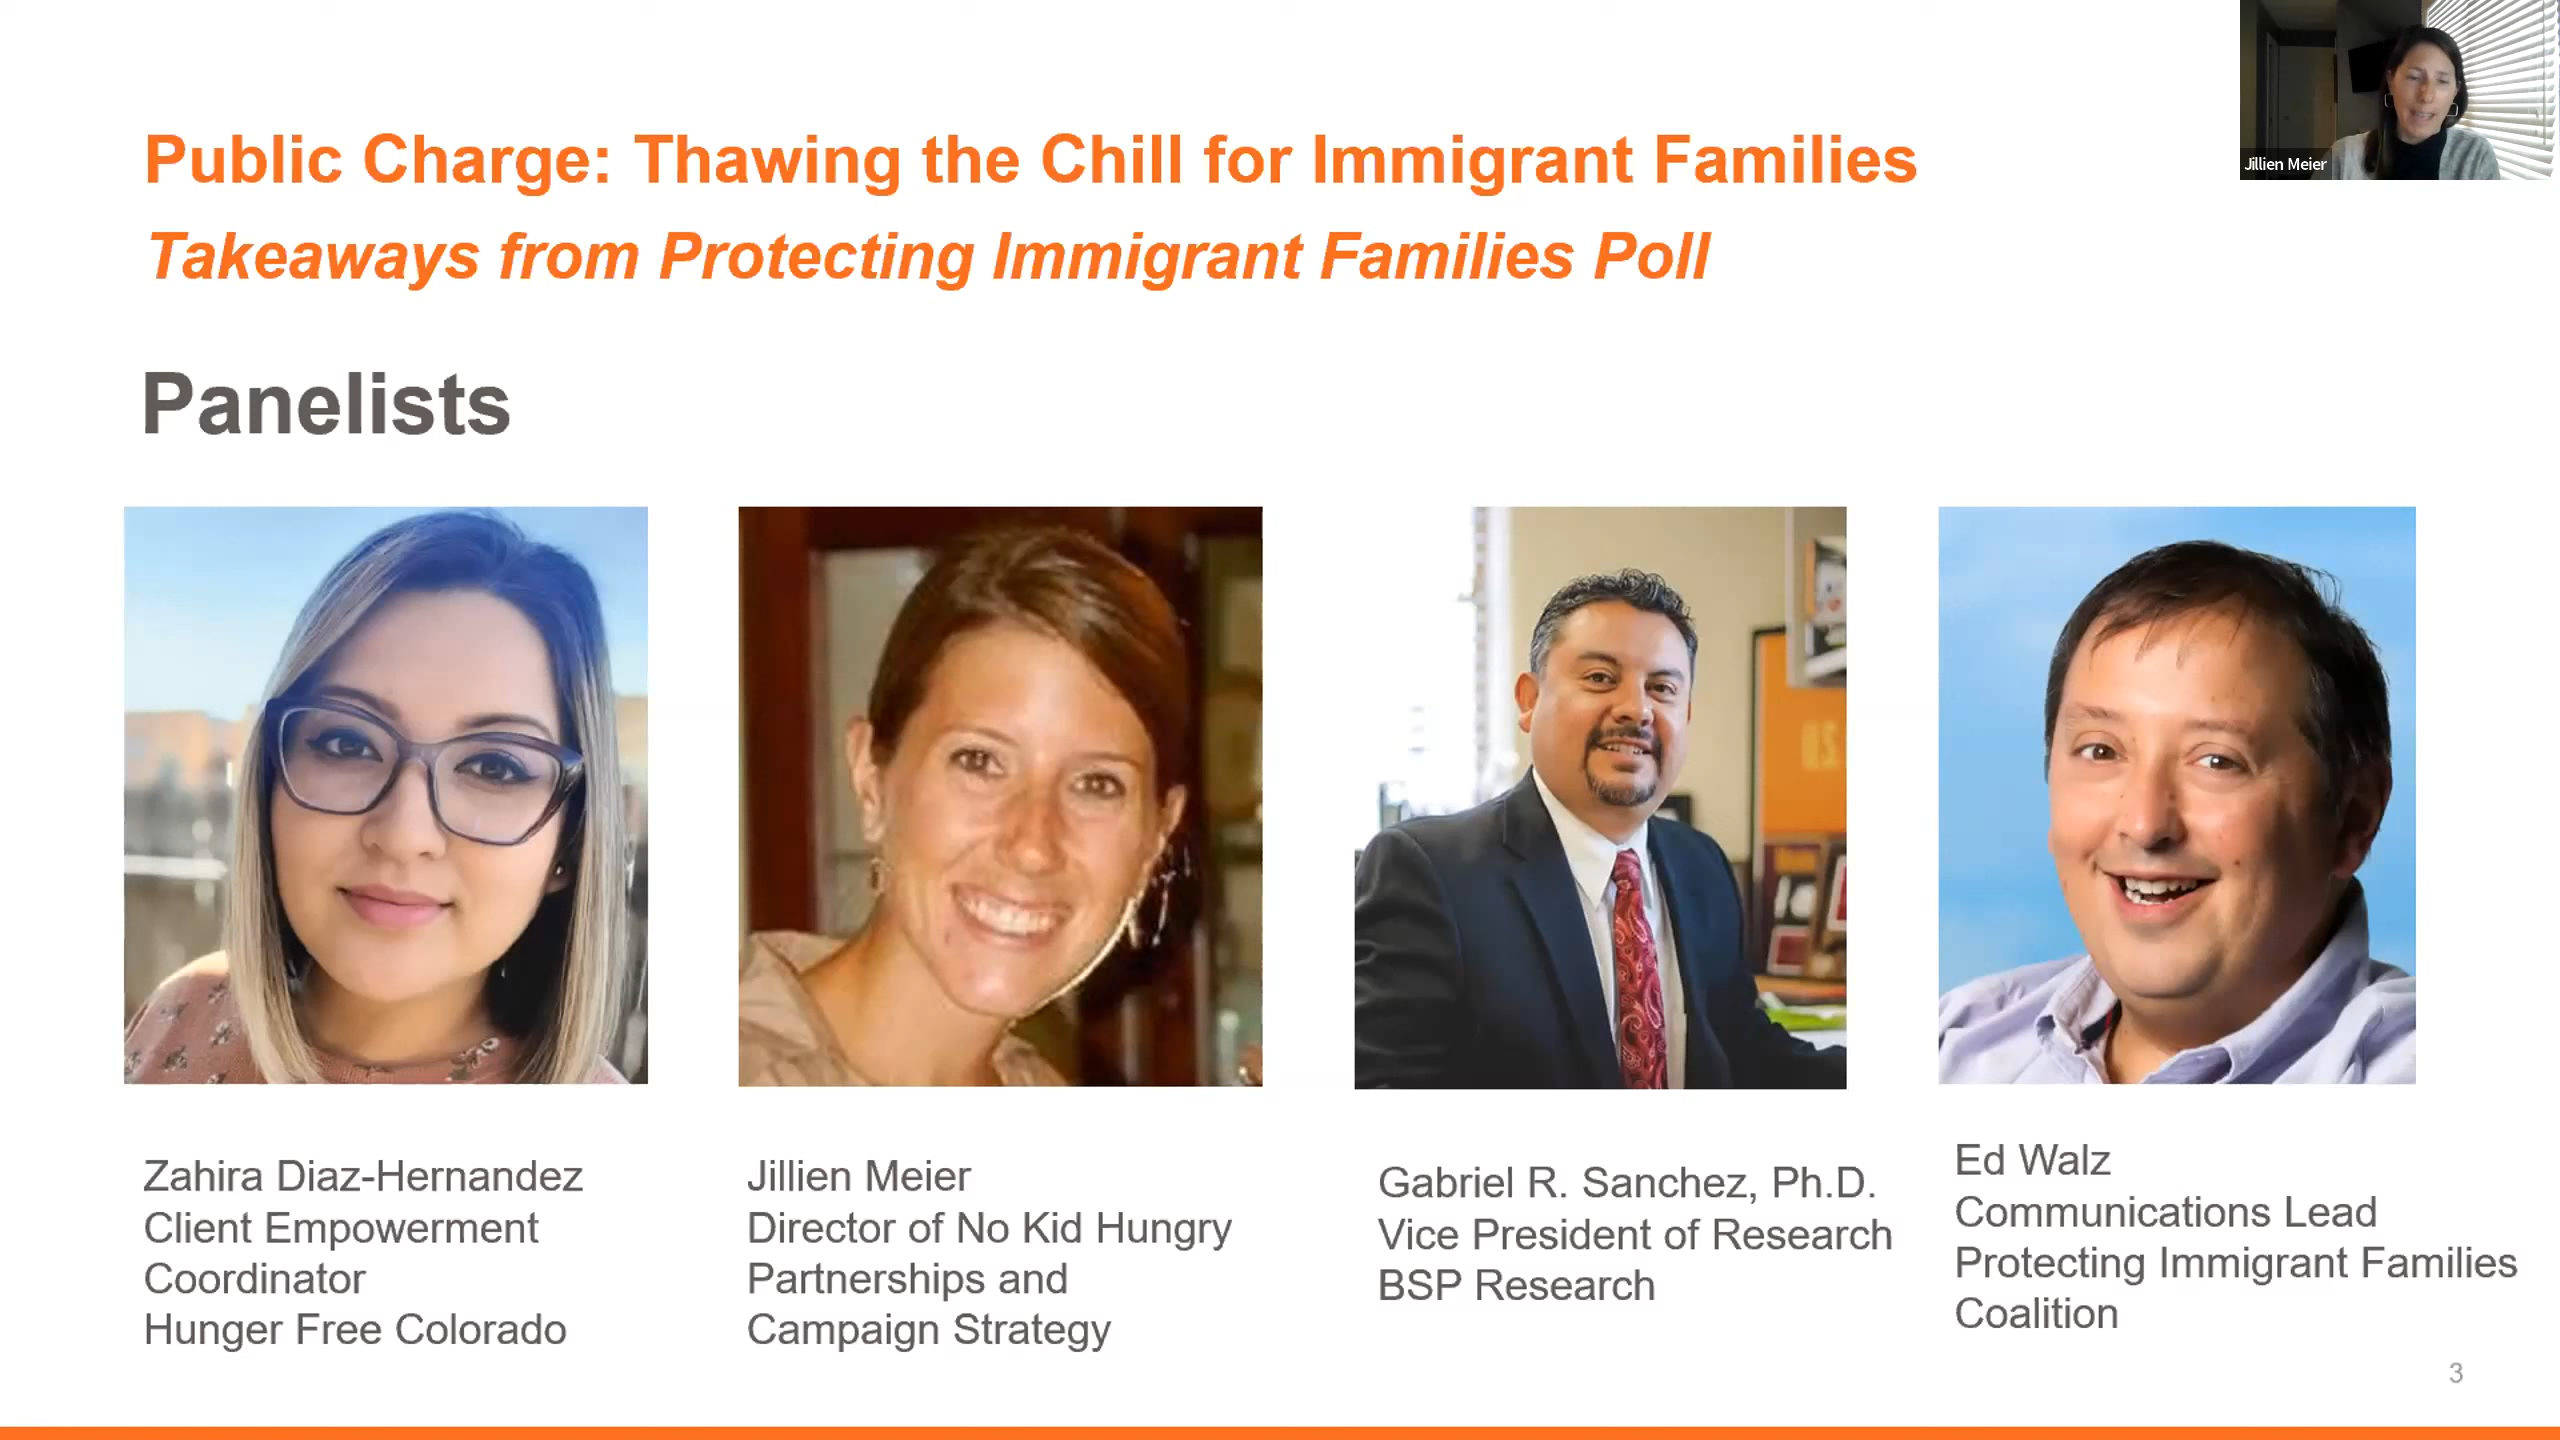 Public Charge: Thawing the Chill for Immigrant Families
Takeaways from Protecting Immigrant Families Poll
Jillien Meier
Panelists
Zahira Diaz-Hernandez
Client Empowerment
Coordinator
Hunger Free Colorado
Jillien Meier
Director of No Kid Hungry
Partnerships and
Campaign Strategy
Gabriel R. Sanchez, Ph.D.
Vice President of Research
BSP Research
Ed Walz
Communications Lead
Protecting Immigrant Families
Coalition
3